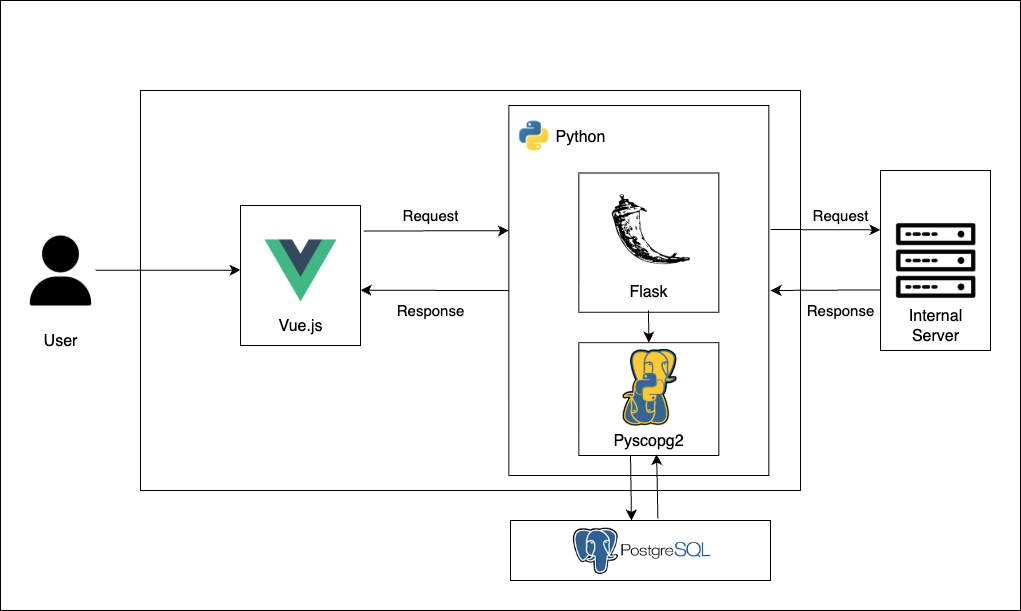 Python
Request
Request
Flask
Response
Response
Vue.js
User
Internal
Server
Pyscopg2
PostgreSQL